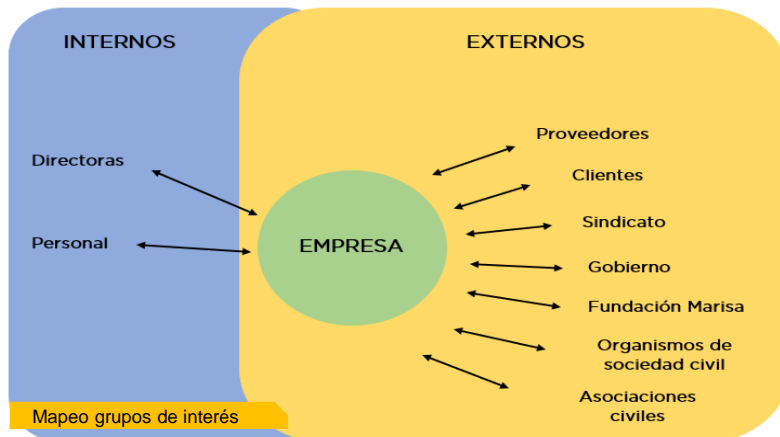 INTERNOS
EXTERNOS
Directoras
Personal
EMPRESA
Proveedores
Clientes
Sindicato
Gobierno
Fundación Marisa
Organismos de
sociedad civil
Asociaciones
civiles
Mapeo grupos de interés